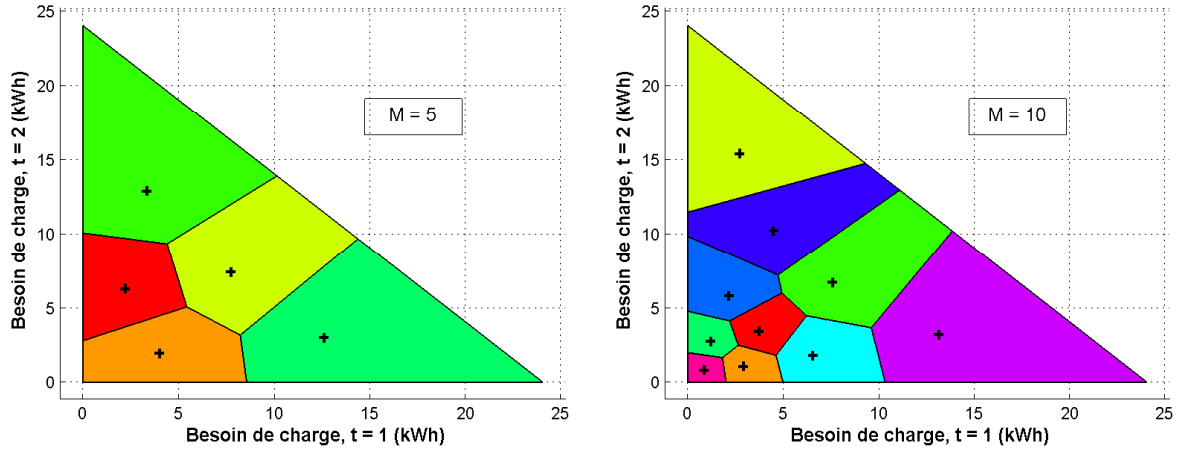 25
20
15
10
5
0
Besoin de charge, t = 2 (kWh)
M = 5
0 5 10 15 20 25
Besoin de charge, t = 1 (kWh)
25
20
15
10
5
0
Besoin de charge, t = 2 (kWh)
M = 10
0 5 10 15 20 25
Besoin de charge, t = 1 (kWh)